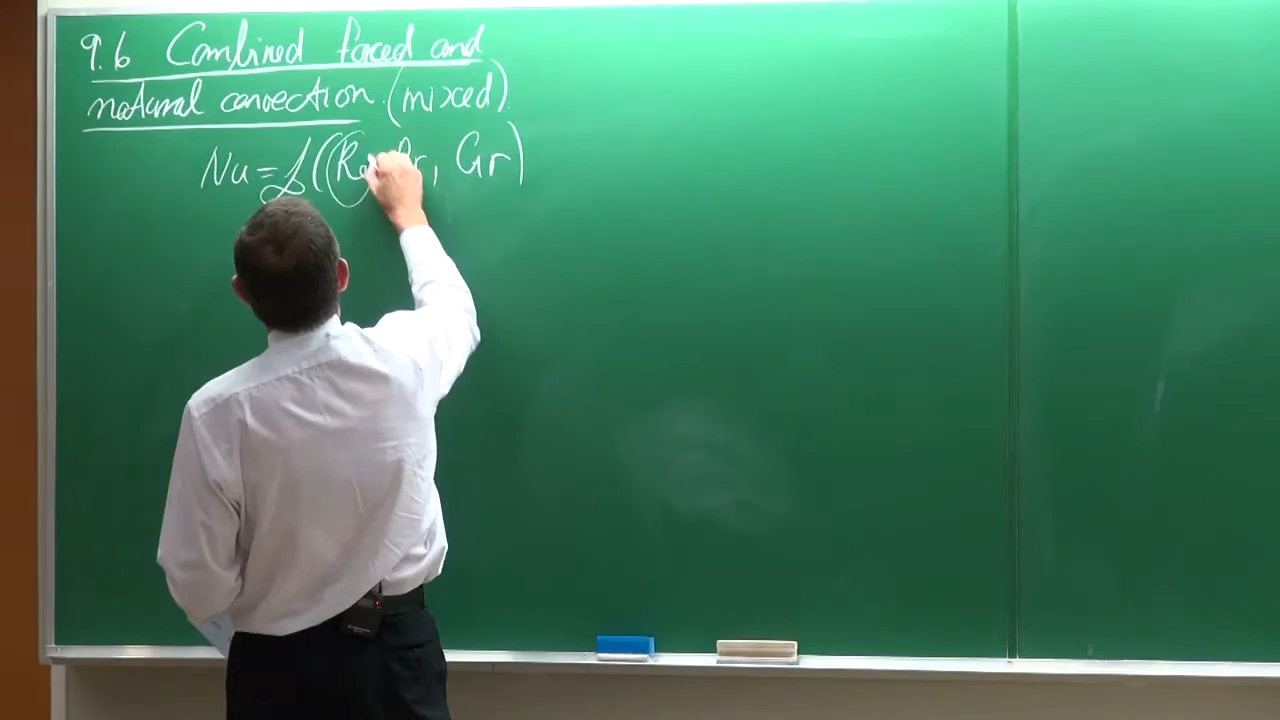 9.6 Combined forced and
natural convection (mixed).
Nu = f(Re, Pr, Gr)